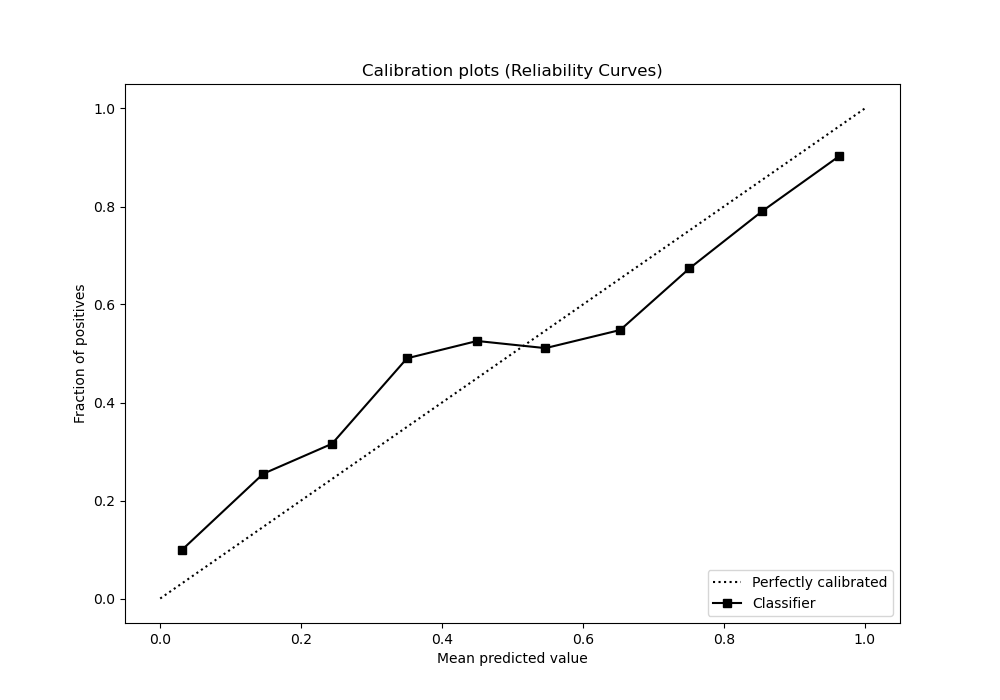 Calibration plots (Reliability Curves)
Fraction of positives
1.0
0.8
0.6
0.4
0.2
0.0
0.0 0.2 0.4 0.6 0.8 1.0
Mean predicted value
Perfectly calibrated
Classifier